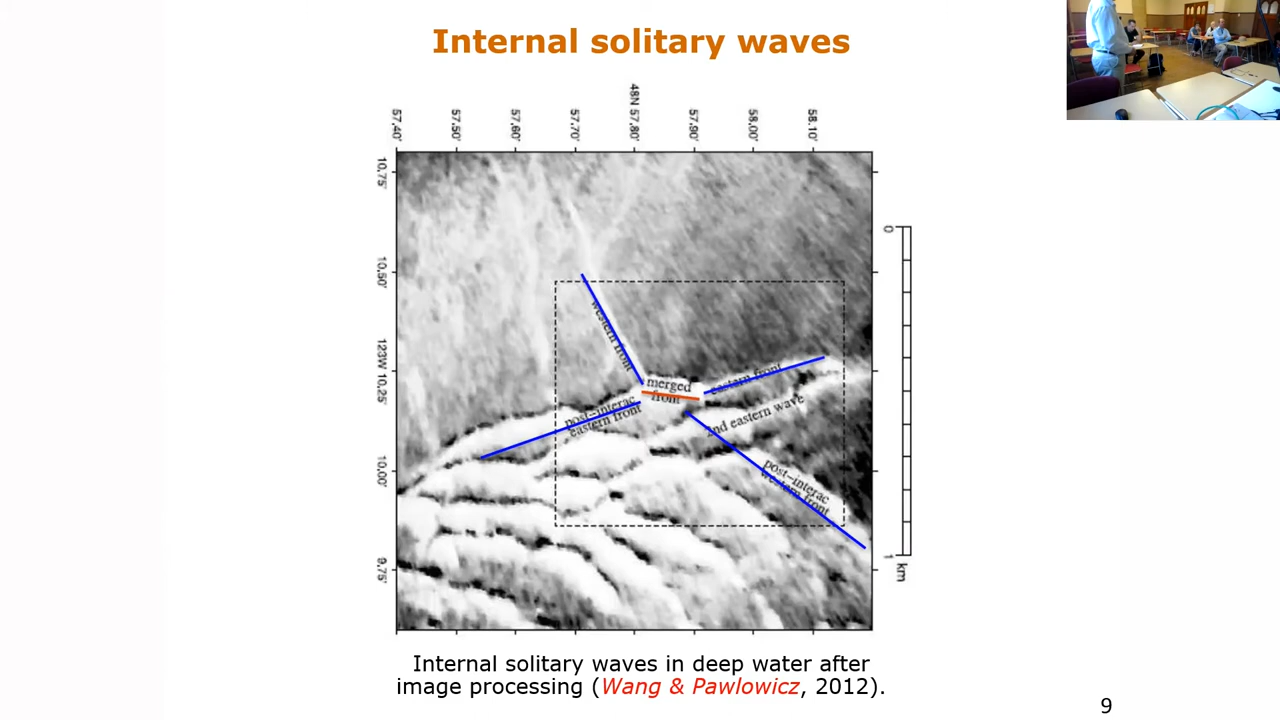 Internal solitary waves
57.40'
57.50'
57.60'
57.70'
48N 57.80'
57.90'
58.00'
58.10'
10.75'
10.50'
123W 10.25'
10.00'
9.75'
0
1
km
western front
merged
front
eastern front
post-interac
eastern front
2nd eastern wave
post-interac
western front
Internal solitary waves in deep water after
image processing (Wang & Pawlowicz, 2012).
9